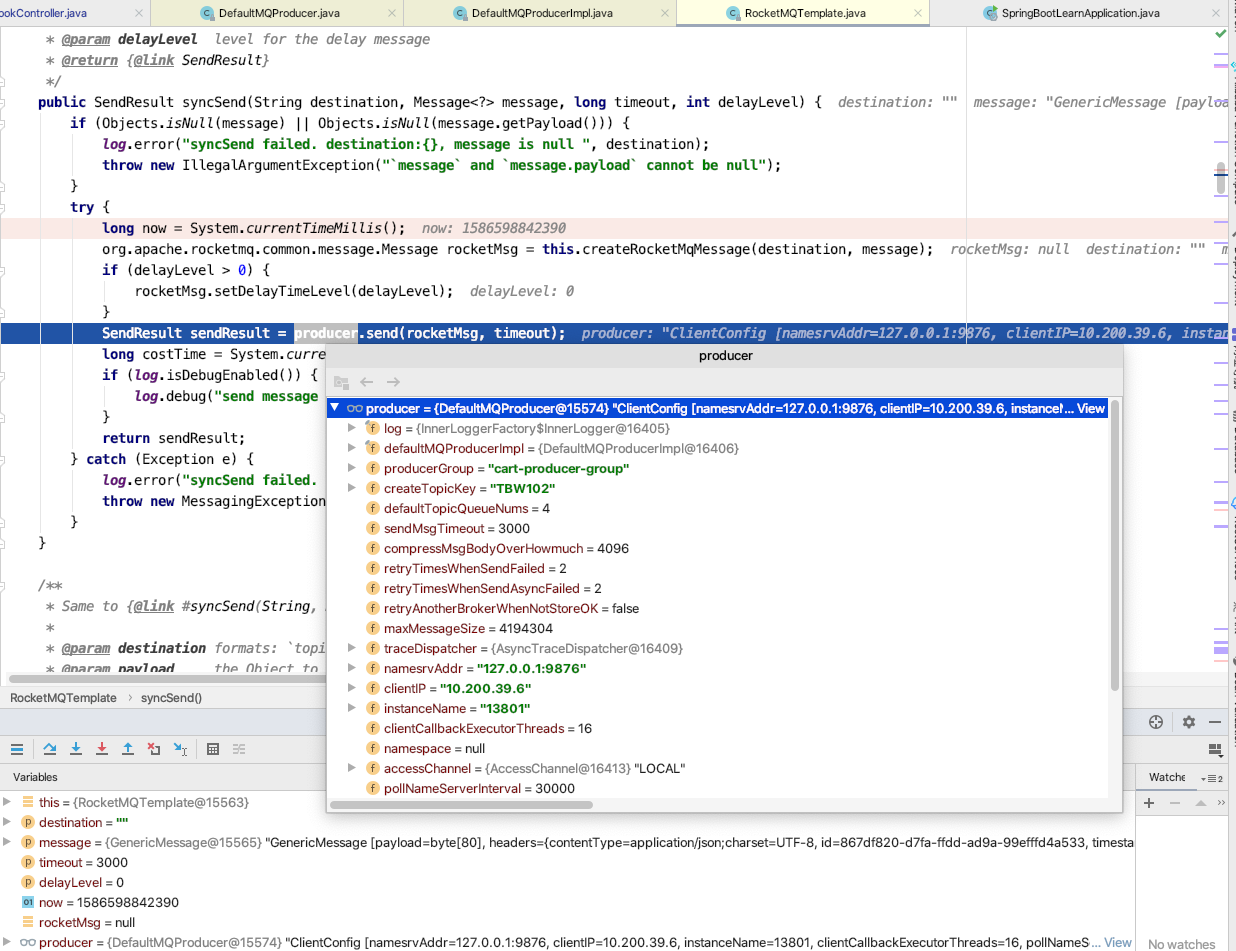 ookController.java DefaultMQProducer.java DefaultMQProducerImpl.java RocketMQTemplate.java SpringBootLearnApplication.java
* @param delayLevel level for the delay message
* @return {@link SendResult}
*/
public SendResult syncSend(String destination, Message<?> message, long timeout, int delayLevel) { destination: "" message: "GenericMessage [payloa
if (Objects.isNull(message) || Objects.isNull(message.getPayload())) {
log.error("syncSend failed. destination:{}, message is null ", destination);
throw new IllegalArgumentException("`message` and `message.payload` cannot be null");
}
try {
long now = System.currentTimeMillis(); now: 1586598842390
org.apache.rocketmq.common.message.Message rocketMsg = this.createRocketMqMessage(destination, message); rocketMsg: null destination: "" m
if (delayLevel > 0) {
rocketMsg.setDelayTimeLevel(delayLevel); delayLevel: 0
}
SendResult sendResult = producer.send(rocketMsg, timeout); producer: "ClientConfig [namesrvAddr=127.0.0.1:9876, clientIP=10.200.39.6, instan
long costTime = System.curre
if (log.isDebugEnabled()) {
log.debug("send message
}
return sendResult;
} catch (Exception e) {
log.error("syncSend failed.
throw new MessagingException
}
}
/**
* Same to {@link #syncSend(String,
*
* @param destination formats: `topi
* @param payload the Object to
producer
producer = {DefaultMQProducer@15574} "ClientConfig [namesrvAddr=127.0.0.1:9876, clientIP=10.200.39.6, instanceN... View
log = {InnerLoggerFactory$InnerLogger@16405}
defaultMQProducerImpl = {DefaultMQProducerImpl@16406}
producerGroup = "cart-producer-group"
createTopicKey = "TBW102"
defaultTopicQueueNums = 4
sendMsgTimeout = 3000
compressMsgBodyOverHowmuch = 4096
retryTimesWhenSendFailed = 2
retryTimesWhenSendAsyncFailed = 2
retryAnotherBrokerWhenNotStoreOK = false
maxMessageSize = 4194304
traceDispatcher = {AsyncTraceDispatcher@16409}
namesrvAddr = "127.0.0.1:9876"
clientIP = "10.200.39.6"
instanceName = "13801"
clientCallbackExecutorThreads = 16
namespace = null
accessChannel = {AccessChannel@16413} "LOCAL"
pollNameServerInterval = 30000
RocketMQTemplate › syncSend()
Variables
Watche
2
this = {RocketMQTemplate@15563}
destination = ""
message = {GenericMessage@15565} "GenericMessage [payload=byte[80], headers={contentType=application/json;charset=UTF-8, id=867df820-d7fa-ffdd-ad9a-99efffd4a533, timesta
timeout = 3000
delayLevel = 0
now = 1586598842390
rocketMsg = null
producer = {DefaultMQProducer@15574} "ClientConfig [namesrvAddr=127.0.0.1:9876, clientIP=10.200.39.6, instanceName=13801, clientCallbackExecutorThreads=16, pollNameS... View
No watches